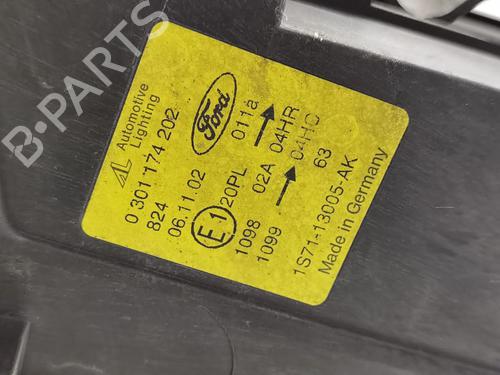 AL Automotive
Lighting
0 301 174 202
824 06.11.02
Ford
E1
20PL
011a
1098 02A 04HR
1099 04HC
63
1S71-13005-AK
Made in Germany
B-PARTS